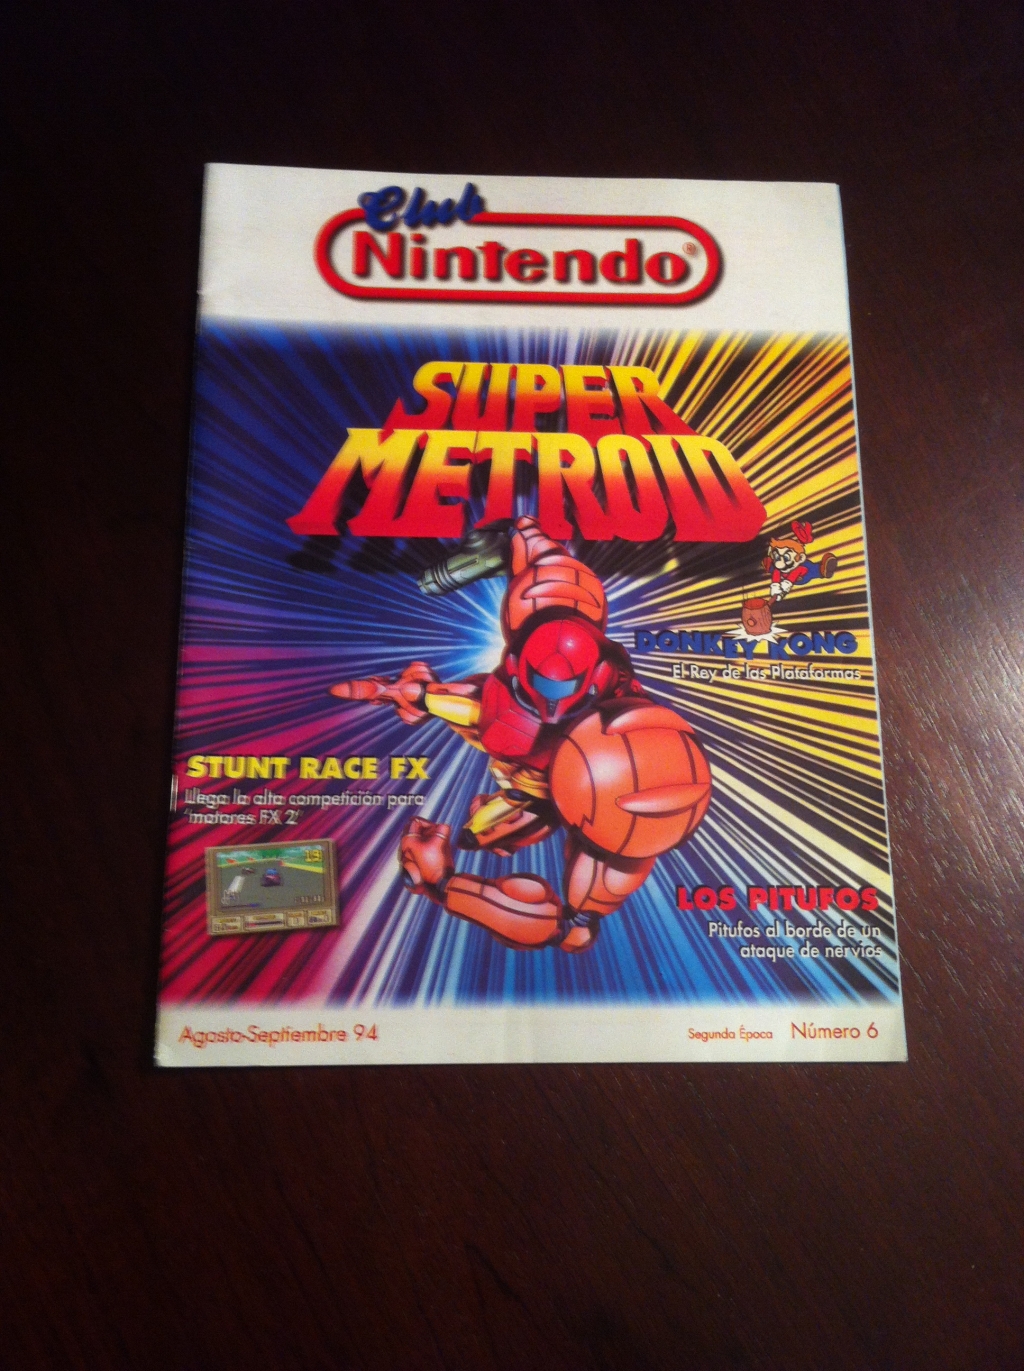 Club
Nintendo®
SUPER
METROID
DONKEY KONG
El Rey de las Plataformas
STUNT RACE FX
Llega la alta competición para
"motores FX 2"
LOS PITUFOS
Pitufos al borde de un
ataque de nervios
Agosto-Septiembre 94
Segunda Época Número 6